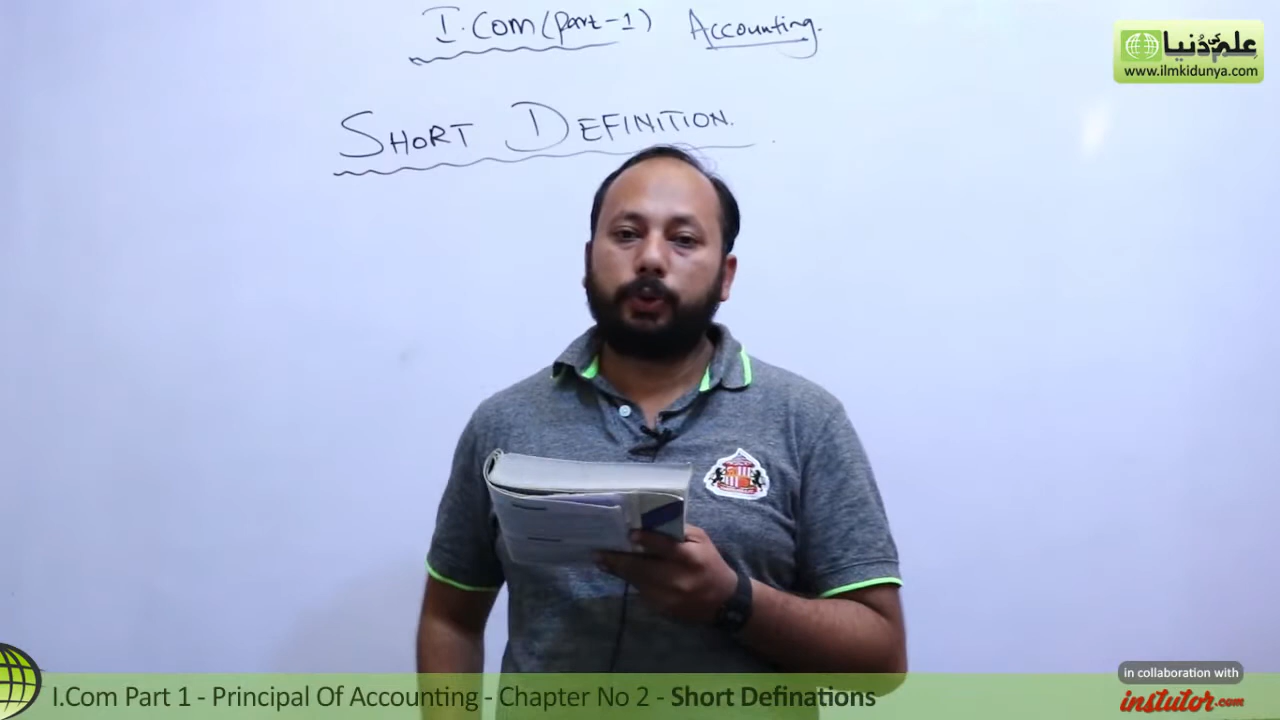 I.Com (Part-1) Accounting.
SHORT DEFINITION.
علم کی دُنیا
www.ilmkidunya.com
I.Com Part 1 - Principal Of Accounting - Chapter No 2 - Short Definations
in collaboration with
instutor.com